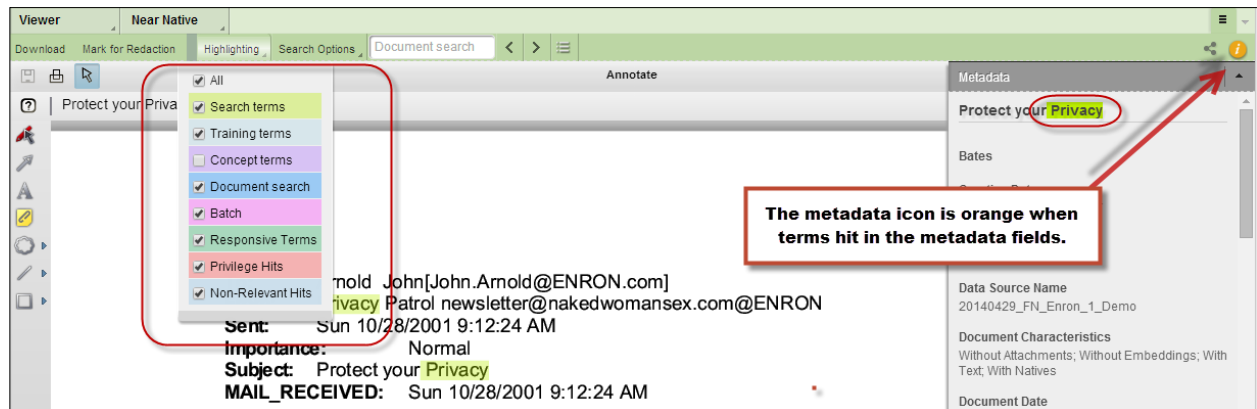 Viewer Near Native
Download Mark for Redaction Highlighting Search Options Document search
Annotate
Metadata
All
Search terms
Training terms
Concept terms
Document search
Batch
Responsive Terms
Privilege Hits
Non-Relevant Hits
Protect your Priva
rnold John[John.Arnold@ENRON.com]
rivacy Patrol newsletter@nakedwomansex.com@ENRON
Sent: Sun 10/28/2001 9:12:24 AM
Importance: Normal
Subject: Protect your Privacy
MAIL_RECEIVED: Sun 10/28/2001 9:12:24 AM
The metadata icon is orange when
terms hit in the metadata fields.
Protect your Privacy
Bates
Data Source Name
20140429_FN_Enron_1_Demo
Document Characteristics
Without Attachments; Without Embeddings; With
Text; With Natives
Document Date